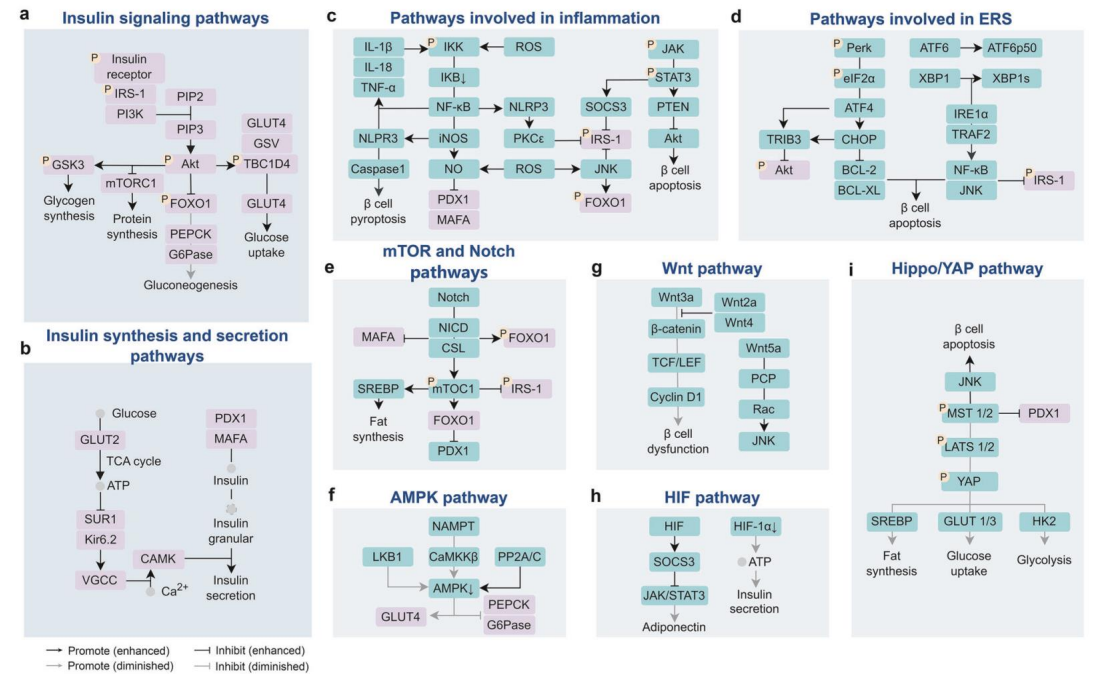 a
Insulin signaling pathways
P
Insulin
receptor
P
IRS-1
PI3K
PIP2
PIP3
GLUT4
GSV
P
GSK3
P
Akt
P
TBC1D4
mTORC1
Glycogen
synthesis
Protein
synthesis
P
FOXO1
GLUT4
PEPCK
G6Pase
Glucose
uptake
Gluconeogenesis
b
Insulin synthesis and secretion
pathways
Glucose
GLUT2
TCA cycle
ATP
SUR1
Kir6.2
VGCC
CAMK
Ca2+
PDX1
MAFA
Insulin
Insulin
granular
Insulin
secretion
c
Pathways involved in inflammation
IL-1β
IL-18
TNF-α
P
IKK
ROS
IKB↓
NF-κB
NLRP3
NLPR3
iNOS
PKCε
Caspase1
NO
ROS
β cell
pyroptosis
PDX1
MAFA
P
JAK
P
STAT3
SOCS3
PTEN
P
IRS-1
Akt
JNK
β cell
apoptosis
P
FOXO1
d
Pathways involved in ERS
P
Perk
ATF6
ATF6p50
P
eIF2α
XBP1
XBP1s
ATF4
IRE1α
TRIB3
CHOP
TRAF2
P
Akt
BCL-2
BCL-XL
NF-κB
JNK
P
IRS-1
β cell
apoptosis
e
mTOR and Notch
pathways
Notch
MAFA
NICD
CSL
P
FOXO1
SREBP
P
mTOC1
P
IRS-1
Fat
synthesis
FOXO1
PDX1
f
AMPK pathway
NAMPT
LKB1
CaMKKβ
PP2A/C
AMPK↓
GLUT4
PEPCK
G6Pase
g
Wnt pathway
Wnt3a
Wnt2a
Wnt4
β-catenin
Wnt5a
TCF/LEF
PCP
Cyclin D1
Rac
β cell
dysfunction
JNK
h
HIF pathway
HIF
HIF-1α↓
SOCS3
ATP
JAK/STAT3
Insulin
secretion
Adiponectin
i
Hippo/YAP pathway
β cell
apoptosis
JNK
P
MST 1/2
PDX1
P
LATS 1/2
P
YAP
SREBP
GLUT 1/3
HK2
Fat
synthesis
Glucose
uptake
Glycolysis
Promote (enhanced)
Inhibit (enhanced)
Promote (diminished)
Inhibit (diminished)